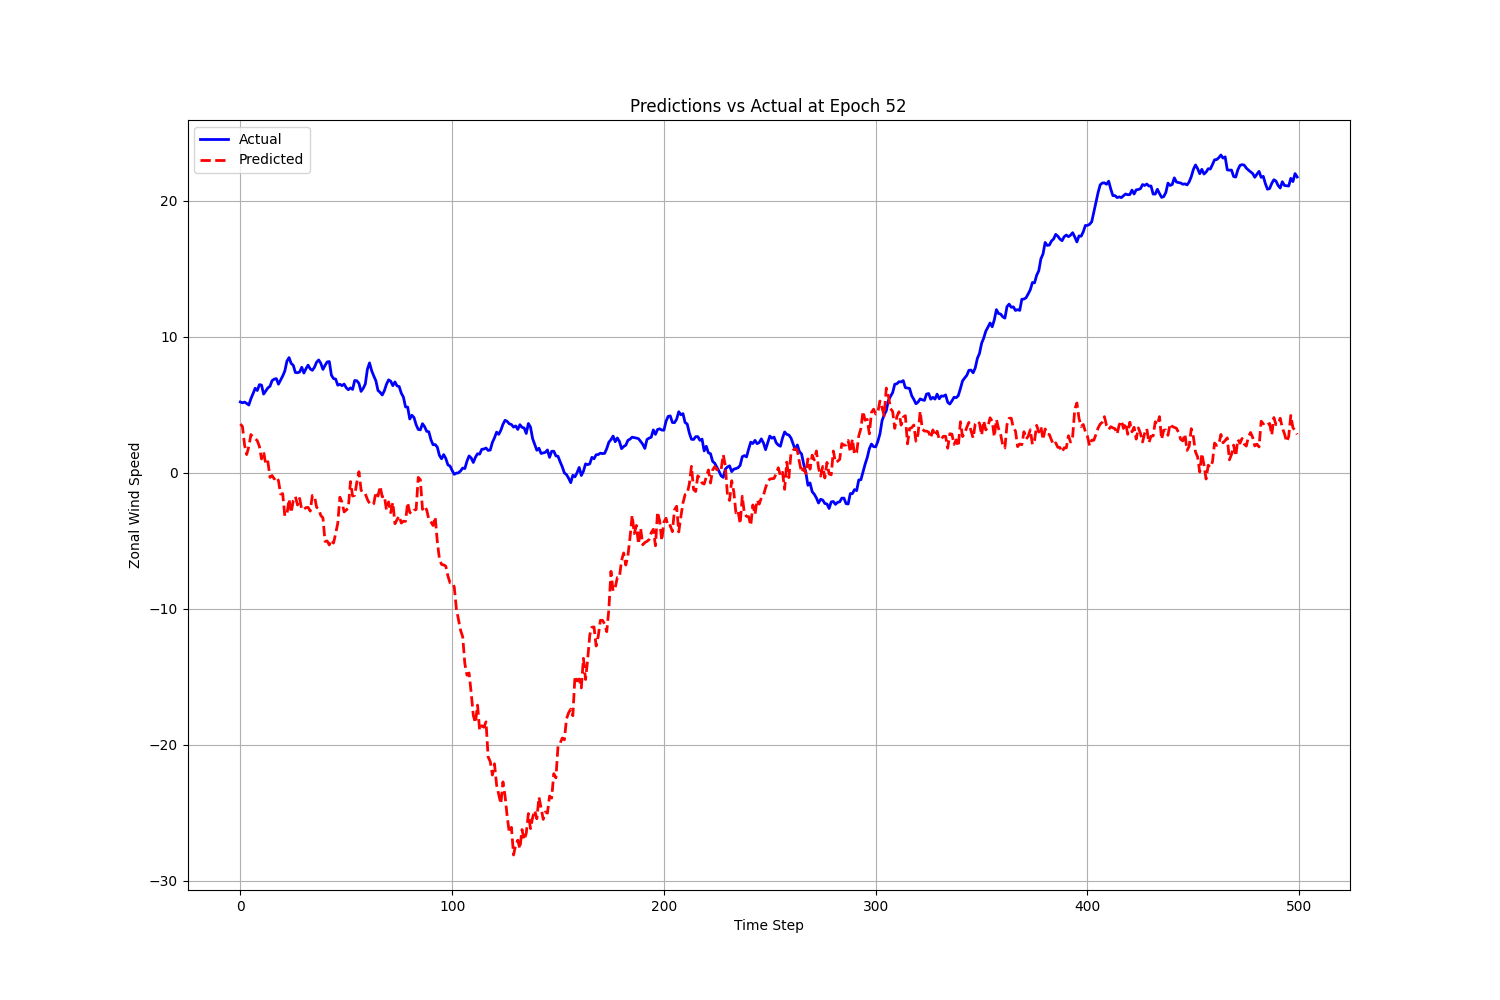 Predictions vs Actual at Epoch 52
Actual
Predicted
Zonal Wind Speed
20
10
0
−10
−20
−30
0 100 200 300 400 500
Time Step